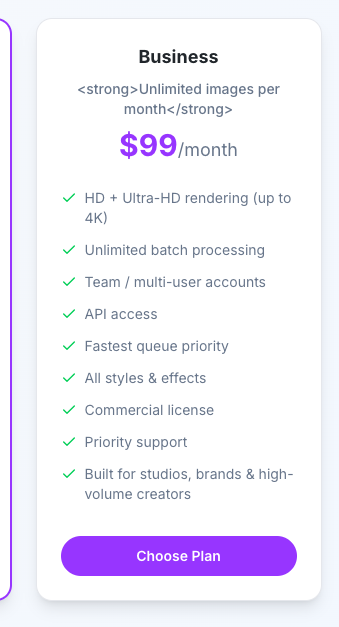 Business
<strong>Unlimited images per
month</strong>
$99/month
HD + Ultra-HD rendering (up to
4K)
Unlimited batch processing
Team / multi-user accounts
API access
Fastest queue priority
All styles & effects
Commercial license
Priority support
Built for studios, brands & high-
volume creators
Choose Plan